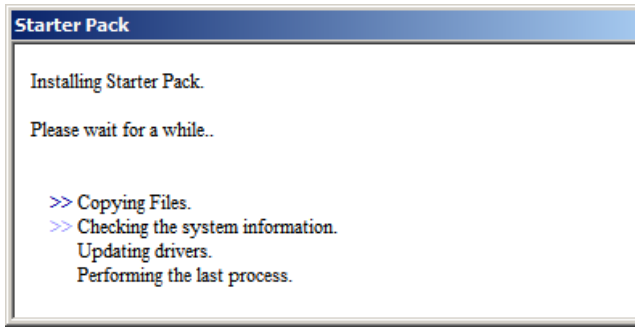 Starter Pack
Installing Starter Pack.
Please wait for a while..
>> Copying Files.
>> Checking the system information.
Updating drivers.
Performing the last process.